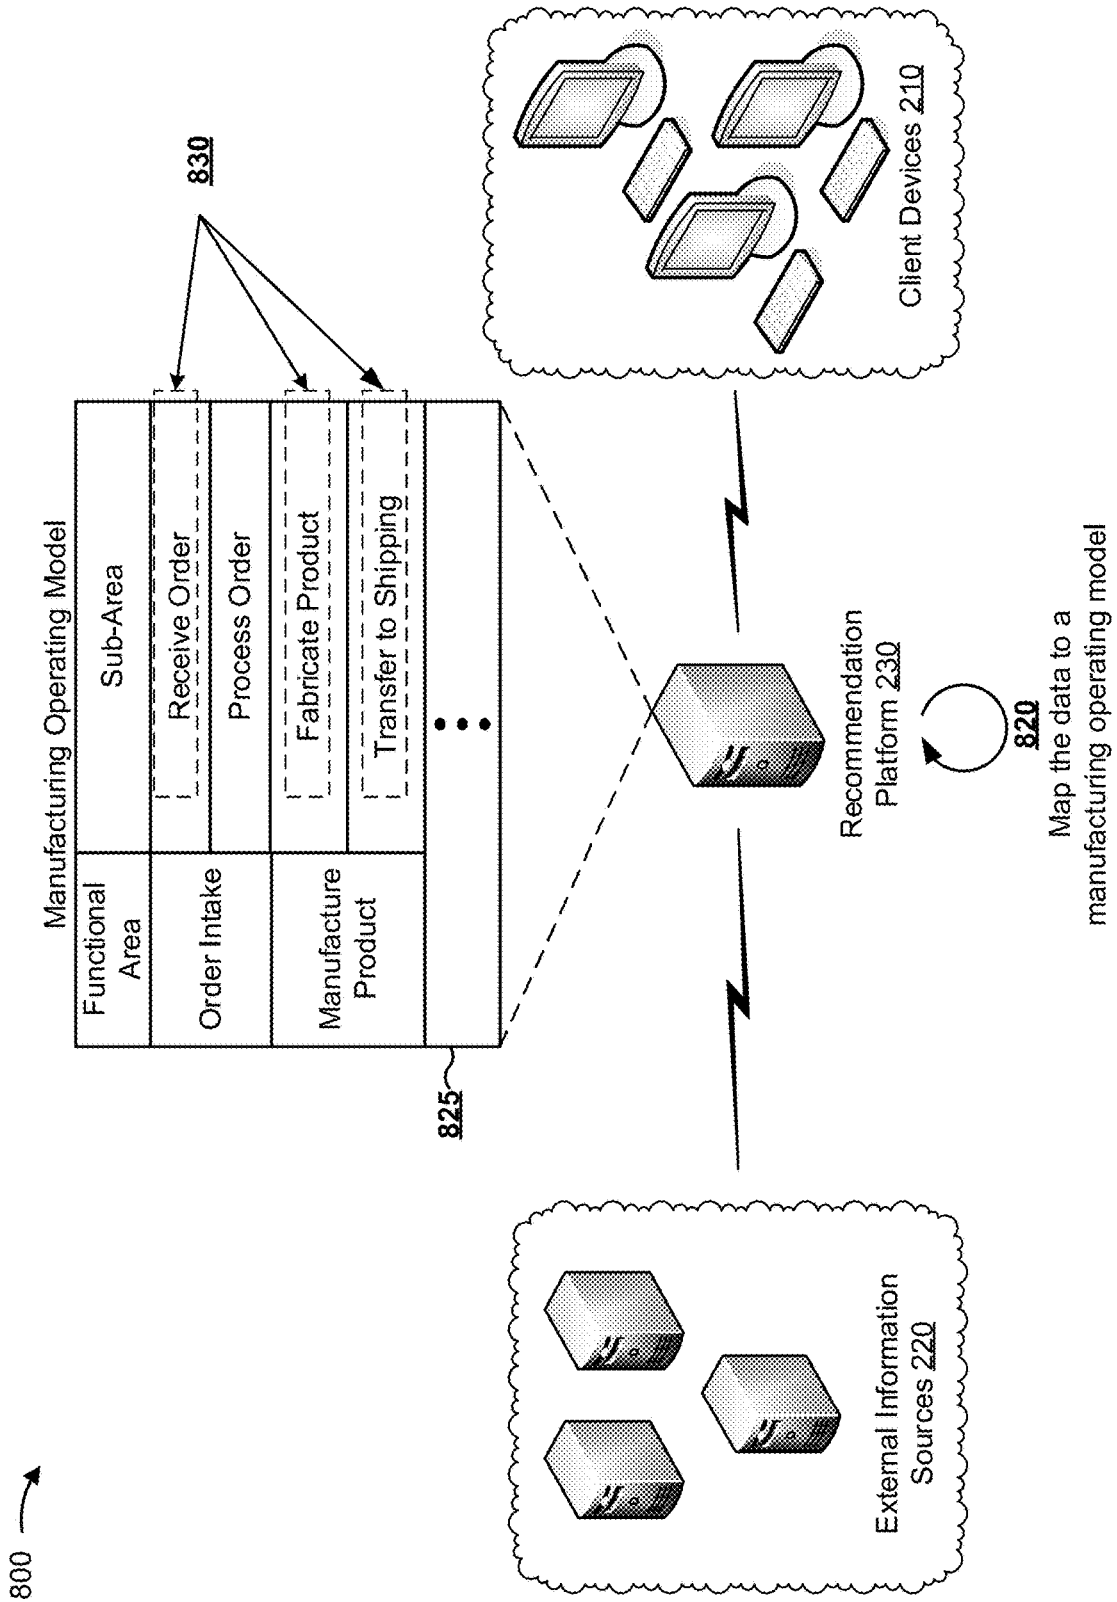 800
Manufacturing Operating Model
Functional
Area
Sub-Area
Order Intake
Receive Order
Process Order
Manufacture
Product
Fabricate Product
Transfer to Shipping
830
825
External Information
Sources 220
Recommendation
Platform 230
820
Map the data to a
manufacturing operating model
Client Devices 210